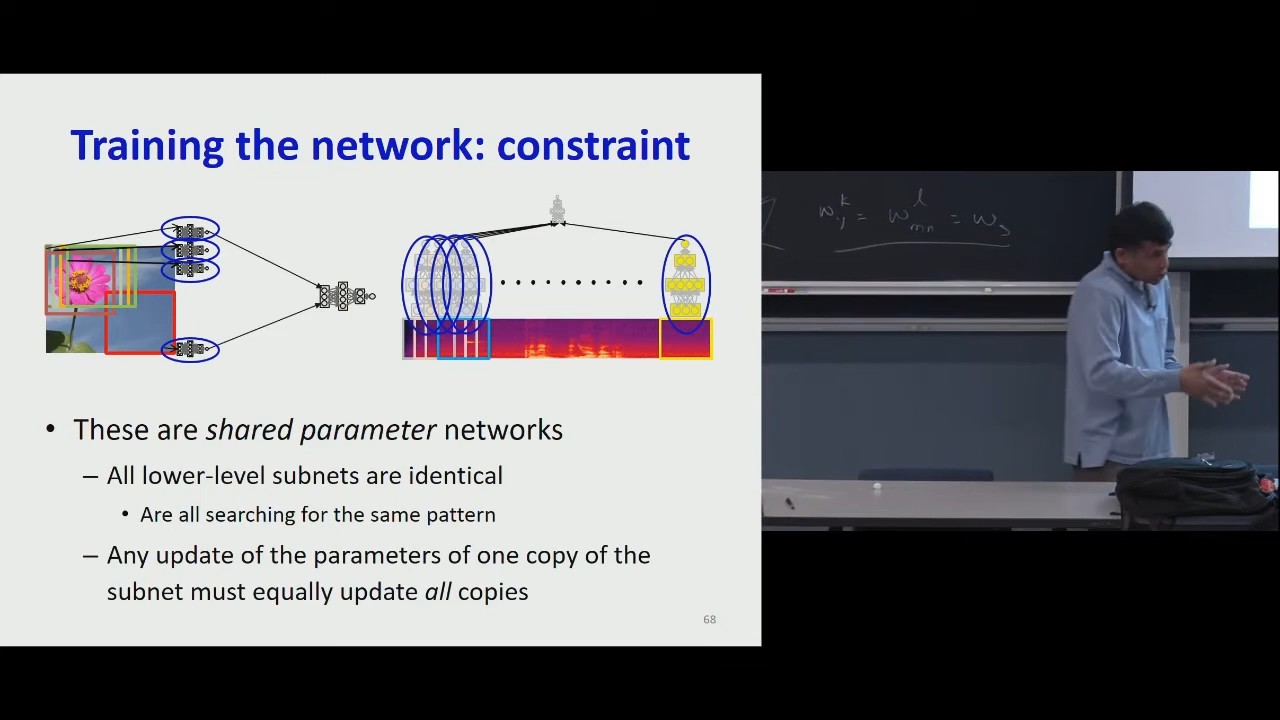 Training the network: constraint
• These are shared parameter networks
– All lower-level subnets are identical
• Are all searching for the same pattern
– Any update of the parameters of one copy of the
subnet must equally update all copies
68